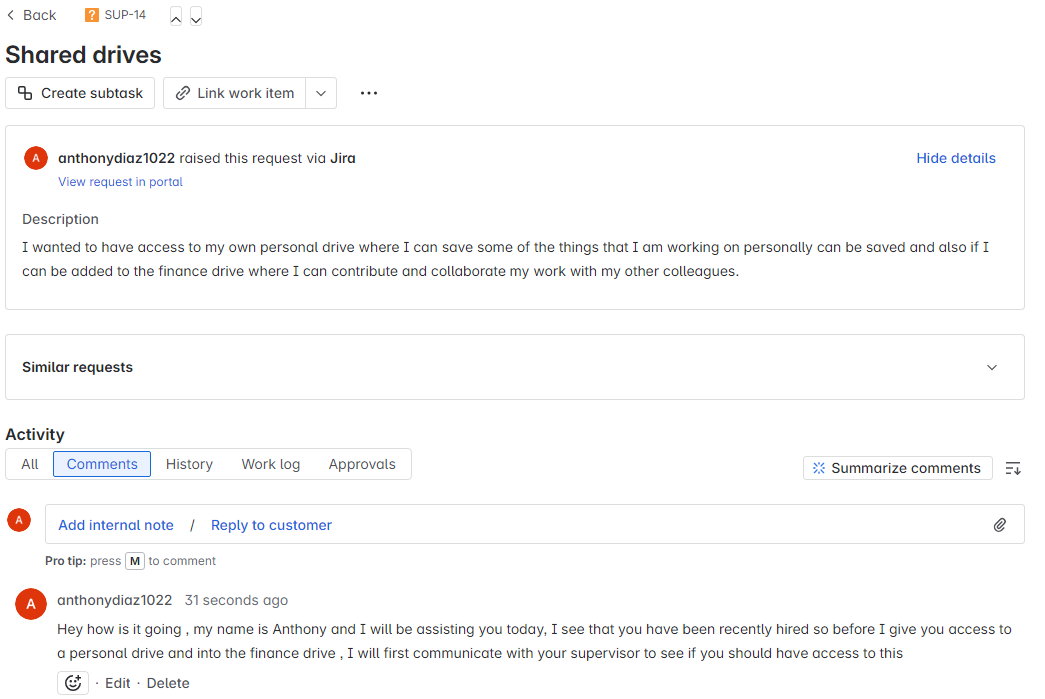 Back ? SUP-14
Shared drives
Create subtask Link work item
A anthonydiaz1022 raised this request via Jira Hide details
View request in portal
Description
I wanted to have access to my own personal drive where I can save some of the things that I am working on personally can be saved and also if I
can be added to the finance drive where I can contribute and collaborate my work with my other colleagues.
Similar requests
Activity
All Comments History Work log Approvals Summarize comments
A Add internal note / Reply to customer
Pro tip: press M to comment
A anthonydiaz1022 31 seconds ago
Hey how is it going , my name is Anthony and I will be assisting you today, I see that you have been recently hired so before I give you access to
a personal drive and into the finance drive , I will first communicate with your supervisor to see if you should have access to this
· Edit · Delete